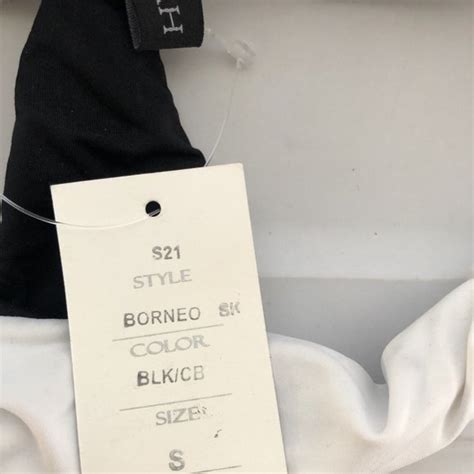 S21
STYLE
BORNEO SK
COLOR
BLK/CB
SIZE
S